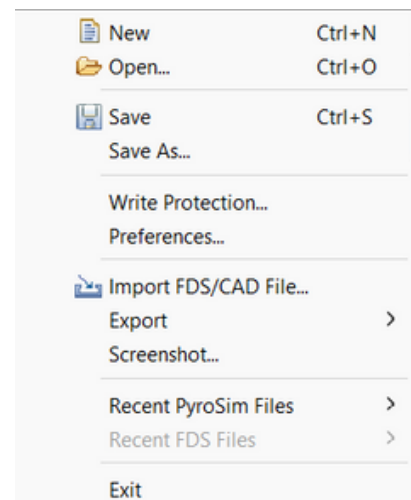 New Ctrl+N
Open... Ctrl+O
Save Ctrl+S
Save As...
Write Protection...
Preferences...
Import FDS/CAD File...
Export
Screenshot...
Recent PyroSim Files
Recent FDS Files
Exit